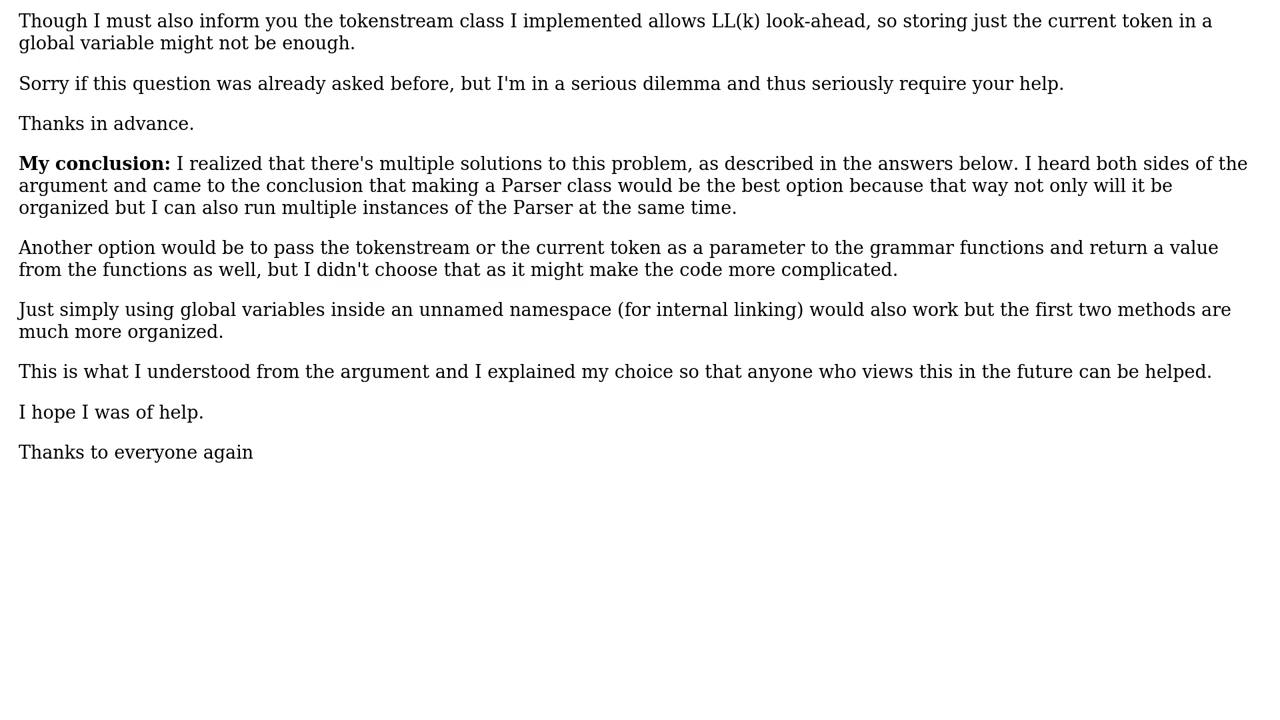 Though I must also inform you the tokenstream class I implemented allows LL(k) look-ahead, so storing just the current token in a
global variable might not be enough.
Sorry if this question was already asked before, but I'm in a serious dilemma and thus seriously require your help.
Thanks in advance.
My conclusion: I realized that there's multiple solutions to this problem, as described in the answers below. I heard both sides of the
argument and came to the conclusion that making a Parser class would be the best option because that way not only will it be
organized but I can also run multiple instances of the Parser at the same time.
Another option would be to pass the tokenstream or the current token as a parameter to the grammar functions and return a value
from the functions as well, but I didn't choose that as it might make the code more complicated.
Just simply using global variables inside an unnamed namespace (for internal linking) would also work but the first two methods are
much more organized.
This is what I understood from the argument and I explained my choice so that anyone who views this in the future can be helped.
I hope I was of help.
Thanks to everyone again